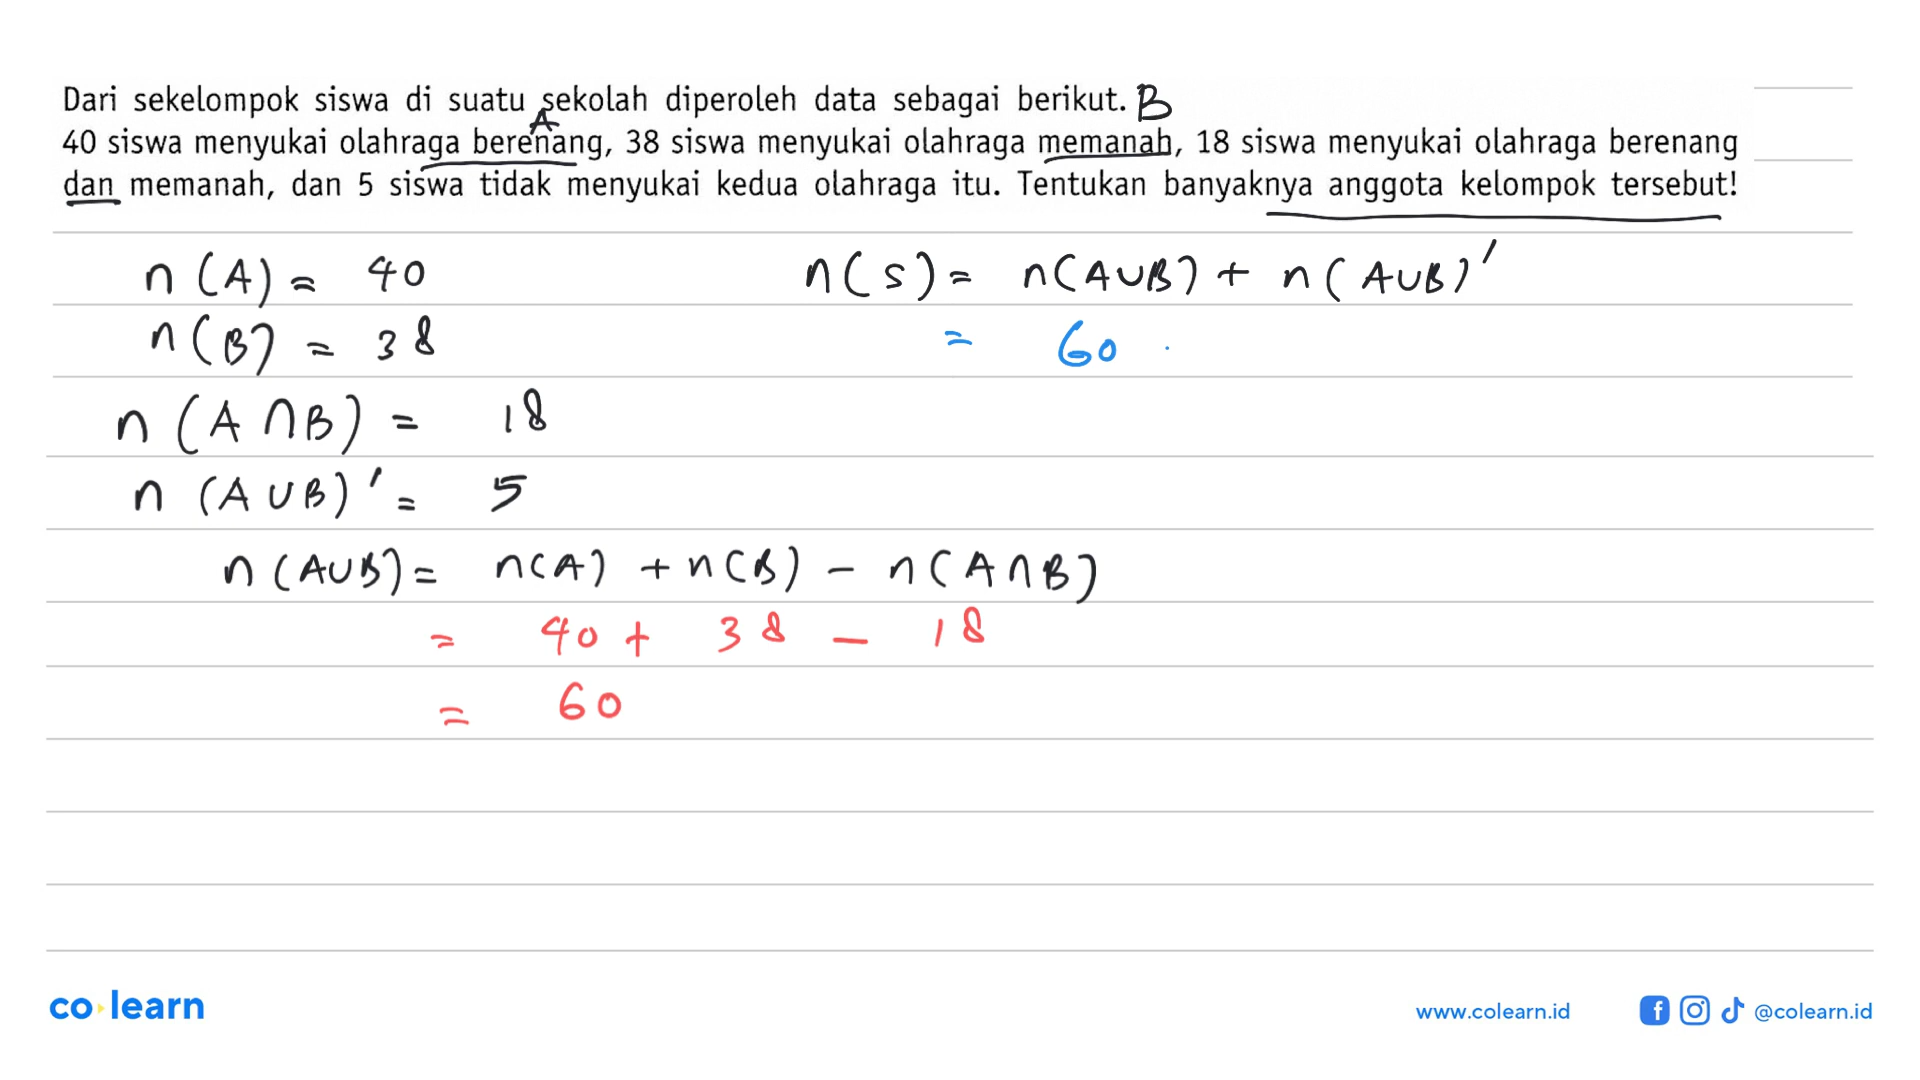 Dari sekelompok siswa di suatu sekolah diperoleh data sebagai berikut. B
A
40 siswa menyukai olahraga berenang, 38 siswa menyukai olahraga memanah, 18 siswa menyukai olahraga berenang
dan memanah, dan 5 siswa tidak menyukai kedua olahraga itu. Tentukan banyaknya anggota kelompok tersebut!
n(A) = 40
n(B) = 38
n(A∩B) = 18
n(A∪B)' = 5
n(A∪B) = n(A) + n(B) - n(A∩B)
= 40 + 38 - 18
= 60
n(S) = n(A∪B) + n(A∪B)'
= 60
co learn
www.colearn.id
@colearn.id